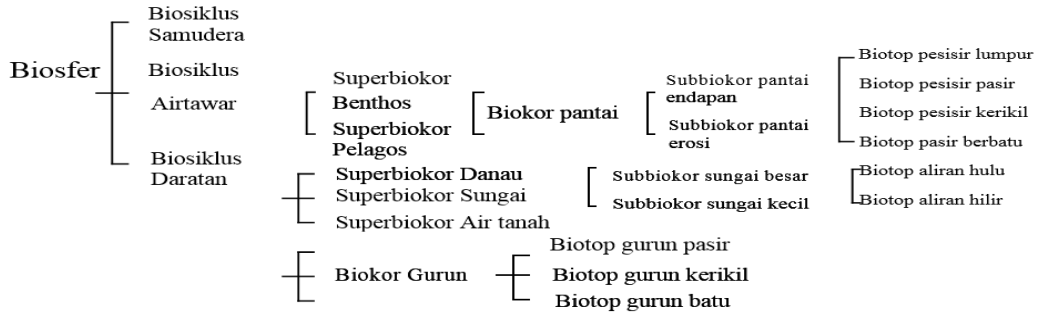 Biosfer
Biosiklus
Samudera
Biosiklus
Airtawar
Biosiklus
Daratan
Superbiokor
Benthos
Superbiokor
Pelagos
Biokor pantai
Subbiokor pantai
endapan
Subbiokor pantai
erosi
Biotop pesisir lumpur
Biotop pesisir pasir
Biotop pesisir kerikil
Biotop pasir berbatu
Superbiokor Danau
Superbiokor Sungai
Superbiokor Air tanah
Subbiokor sungai besar
Subbiokor sungai kecil
Biotop aliran hulu
Biotop aliran hilir
Biokor Gurun
Biotop gurun pasir
Biotop gurun kerikil
Biotop gurun batu